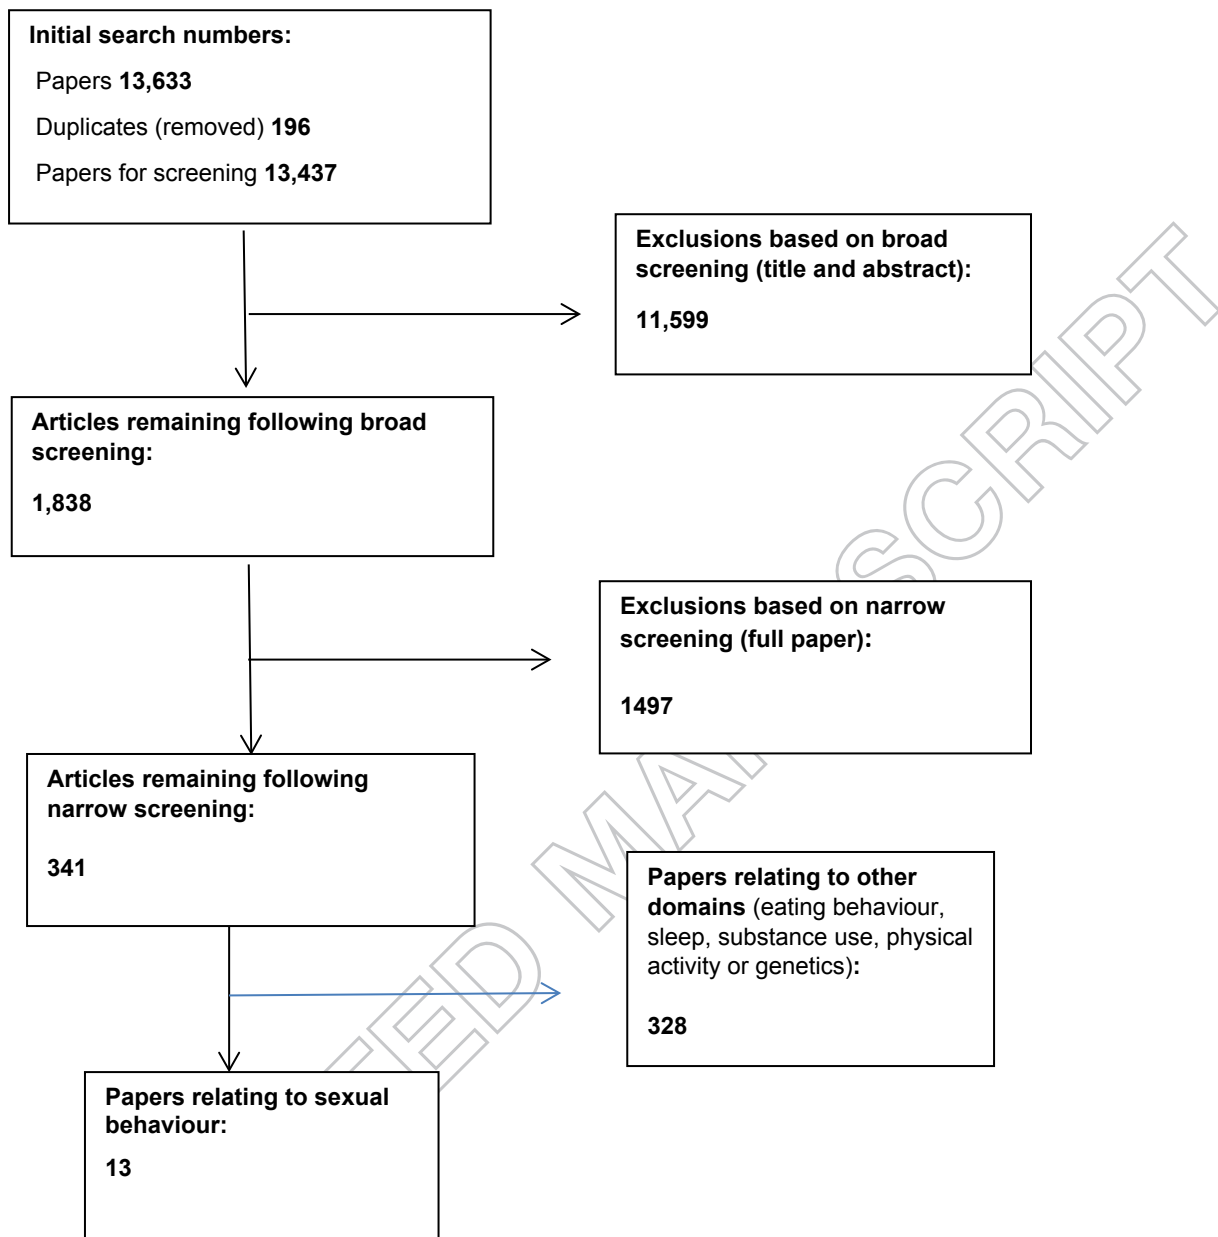 Initial search numbers:
Papers 13,633
Duplicates (removed) 196
Papers for screening 13,437
Exclusions based on broad
screening (title and abstract):
11,599
Articles remaining following broad
screening:
1,838
Exclusions based on narrow
screening (full paper):
1497
Articles remaining following
narrow screening:
341
Papers relating to other
domains (eating behaviour,
sleep, substance use, physical
activity or genetics):
328
Papers relating to sexual
behaviour:
13
TED MANUSCRIPT